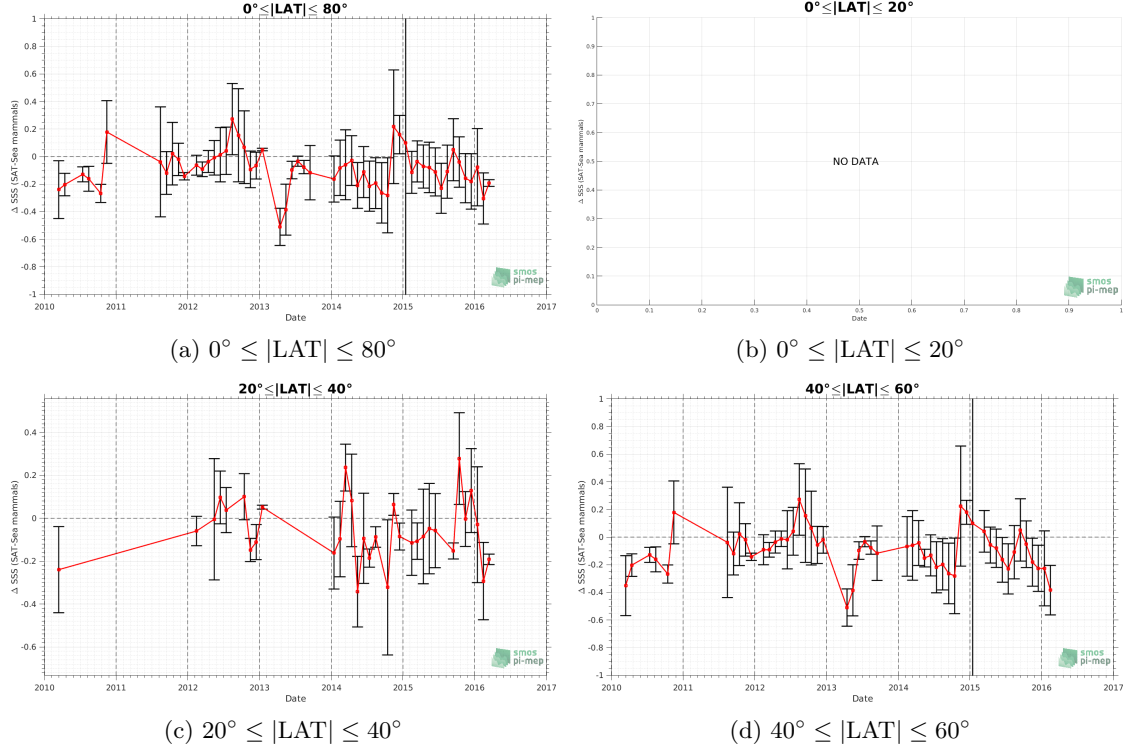 0°≤|LAT|≤ 80°
Δ SSS (SAT-Sea mammals)
1
0.8
0.6
0.4
0.2
0
-0.2
-0.4
-0.6
-0.8
-1
2010 2011 2012 2013 2014 2015 2016 2017
Date
smos
pi-mep
(a) 0° ≤ |LAT| ≤ 80°
0°≤|LAT|≤ 20°
Δ SSS (SAT-Sea mammals)
1
0.9
0.8
0.7
0.6
0.5
0.4
0.3
0.2
0.1
0
NO DATA
0 0.1 0.2 0.3 0.4 0.5 0.6 0.7 0.8 0.9 1
Date
smos
pi-mep
(b) 0° ≤ |LAT| ≤ 20°
20°≤|LAT|≤ 40°
Δ SSS (SAT-Sea mammals)
0.4
0.2
0
-0.2
-0.4
-0.6
2010 2011 2012 2013 2014 2015 2016 2017
Date
smos
pi-mep
(c) 20° ≤ |LAT| ≤ 40°
40°≤|LAT|≤ 60°
Δ SSS (SAT-Sea mammals)
1
0.8
0.6
0.4
0.2
0
-0.2
-0.4
-0.6
-0.8
-1
2010 2011 2012 2013 2014 2015 2016 2017
Date
smos
pi-mep
(d) 40° ≤ |LAT| ≤ 60°